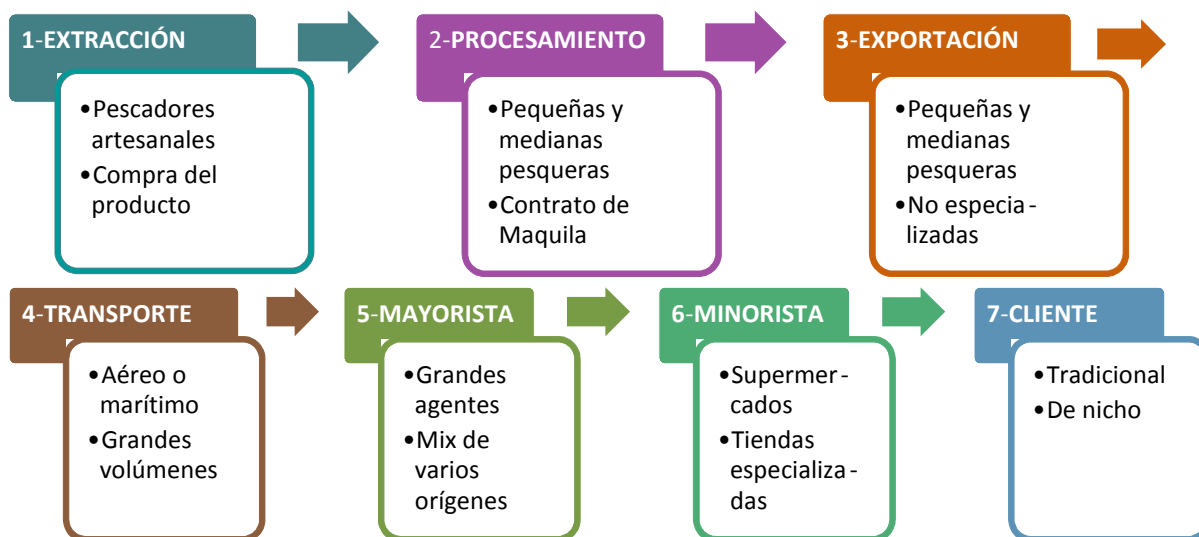 1-EXTRACCIÓN
•Pescadores
artesanales
•Compra del
producto
2-PROCESAMIENTO
•Pequeñas y
medianas
pesqueras
•Contrato de
Maquila
3-EXPORTACIÓN
•Pequeñas y
medianas
pesqueras
•No especia-
lizadas
4-TRANSPORTE
•Aéreo o
marítimo
•Grandes
volúmenes
5-MAYORISTA
•Grandes
agentes
•Mix de
varios
orígenes
6-MINORISTA
•Supermer-
cados
•Tiendas
especializa-
das
7-CLIENTE
•Tradicional
•De nicho